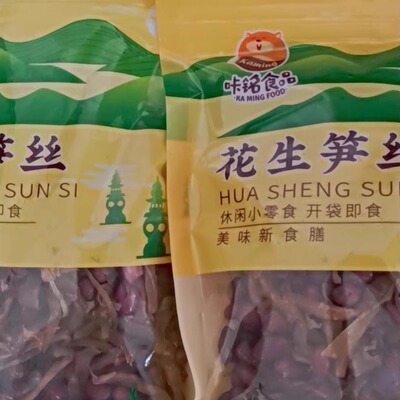 笋丝
SUN SI
即食
Kaming
咔铭食品
· KA MING FOOD ·
花生笋丝
HUA SHENG SU
休闲小零食 开袋即食
美味新食膳